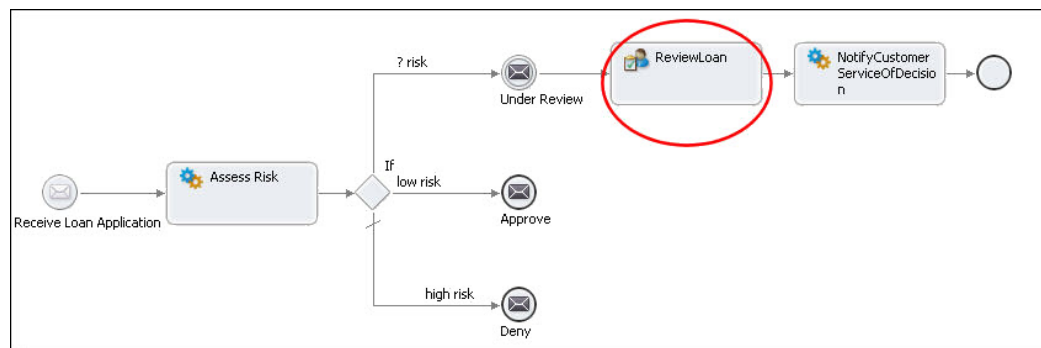 ? risk
Under Review
ReviewLoan
NotifyCustomer
ServiceOfDecisio
n
Receive Loan Application
Assess Risk
If
low risk
Approve
high risk
Deny